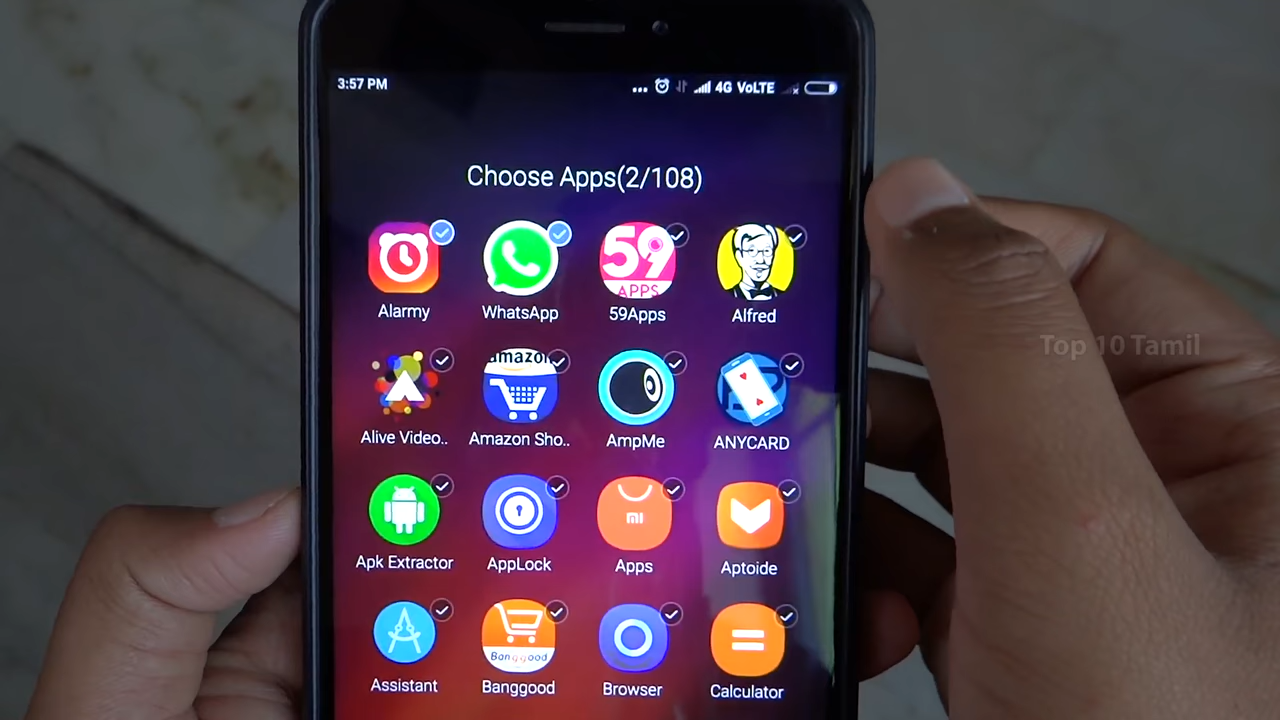 3:57 PM
4G VoLTE
Choose Apps(2/108)
59
APPS
Alarmy
WhatsApp
59Apps
Alfred
amazon
Alive Video..
Amazon Sho..
AmpMe
ANYCARD
mi
Apk Extractor
AppLock
Apps
Aptoide
Banggood
Assistant
Banggood
Browser
Calculator
Top 10 Tamil